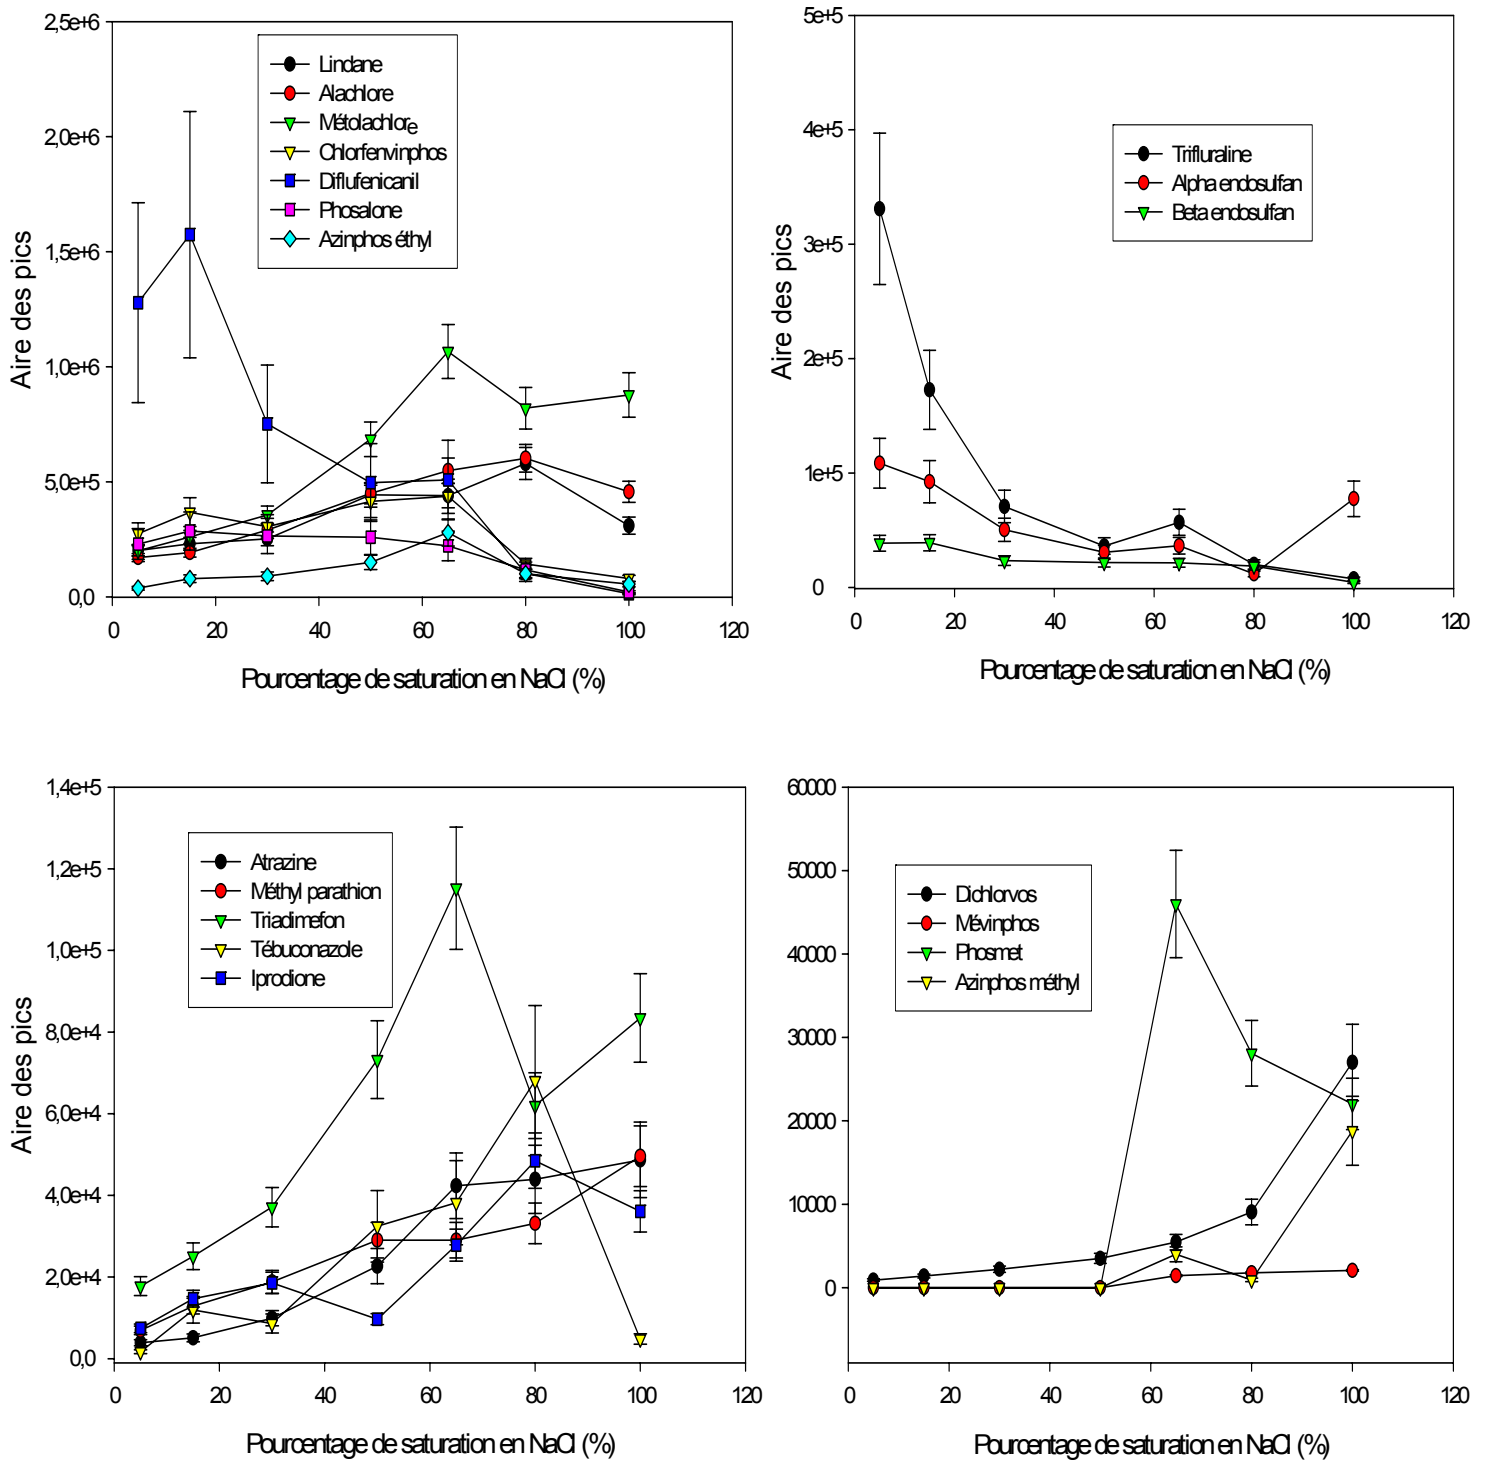 2,5e+6
2,0e+6
1,5e+6
1,0e+6
5,0e+5
0,0
Aire des pics
Lindane
Alachlore
Métolachlore
Chlorfenvinphos
Diflufenicanil
Phosalone
Azinphos éthyl
0 20 40 60 80 100 120
Pourcentage de saturation en NaCl (%)
5e+5
4e+5
3e+5
2e+5
1e+5
0
Aire des pics
Trifluraline
Alpha endosulfan
Beta endosulfan
0 20 40 60 80 100 120
Pourcentage de saturation en NaCl (%)
1,4e+5
1,2e+5
1,0e+5
8,0e+4
6,0e+4
4,0e+4
2,0e+4
0,0
Aire des pics
Atrazine
Méthyl parathion
Triadimefon
Tébuconazole
Iprodione
0 20 40 60 80 100 120
Pourcentage de saturation en NaCl (%)
60000
50000
40000
30000
20000
10000
0
Dichlorvos
Mévinphos
Phosmet
Azinphos méthyl
0 20 40 60 80 100 120
Pourcentage de saturation en NaCl (%)